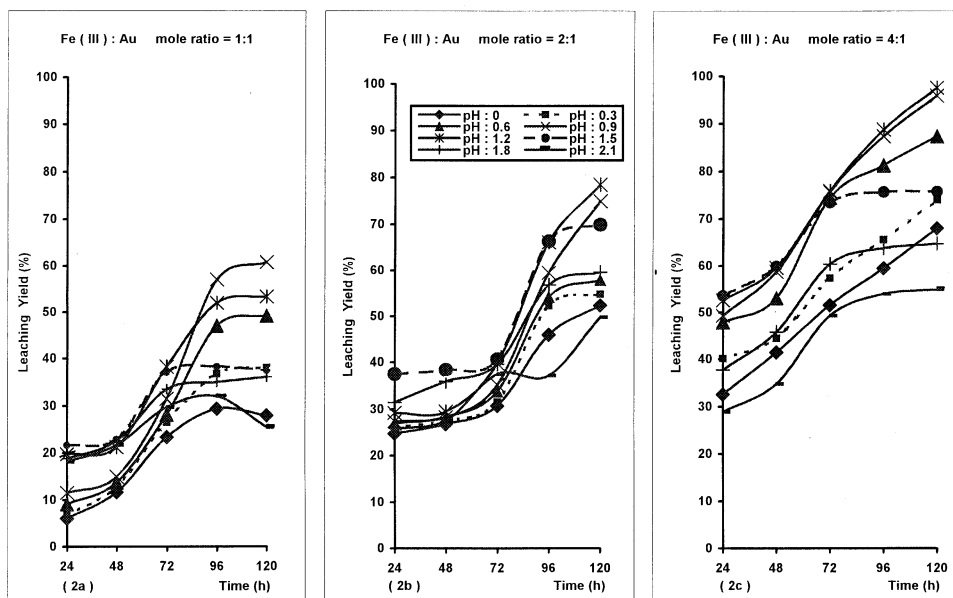 Fe ( III ) : Au mole ratio = 1:1
100
90
80
70
60
50
40
30
20
10
0
Leaching Yield (%)
24 48 72 96 120
( 2a ) Time (h)
Fe ( III ) : Au mole ratio = 2:1
pH : 0 pH : 0.3
pH : 0.6 pH : 0.9
pH : 1.2 pH : 1.5
pH : 1.8 pH : 2.1
100
90
80
70
60
50
40
30
20
10
0
Leaching Yield (%)
24 48 72 96 120
( 2b ) Time (h)
Fe ( III ) : Au mole ratio = 4:1
100
90
80
70
60
50
40
30
20
10
0
Leaching Yield (%)
24 48 72 96 120
( 2c ) Time (h)